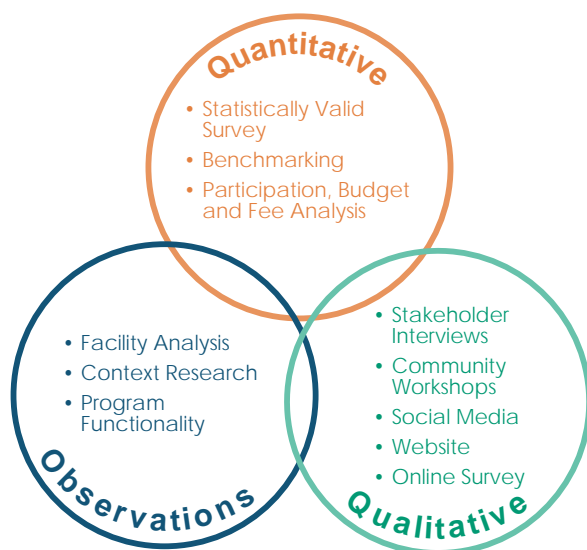 Quantitative
• Statistically Valid
Survey
• Benchmarking
• Participation, Budget
and Fee Analysis
• Facility Analysis
• Context Research
• Program
Functionality
Observations
• Stakeholder
Interviews
• Community
Workshops
• Social Media
• Website
• Online Survey
Qualitative